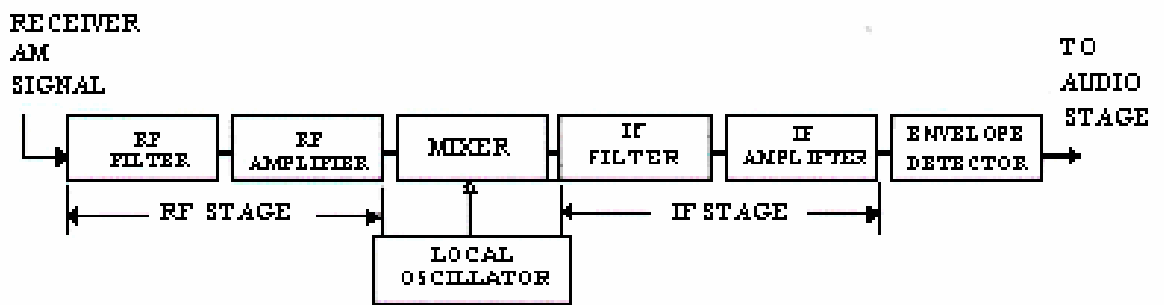 RECEIVER
AM
SIGNAL
TO
AUDIO
STAGE
RF
FILTER
RF
AMPLIFIER
MIXER
IF
FILTER
IF
AMPLIFTER
ENVELOPE
DETECTOR
RF STAGE
IF STAGE
LOCAL
OSCILLATOR